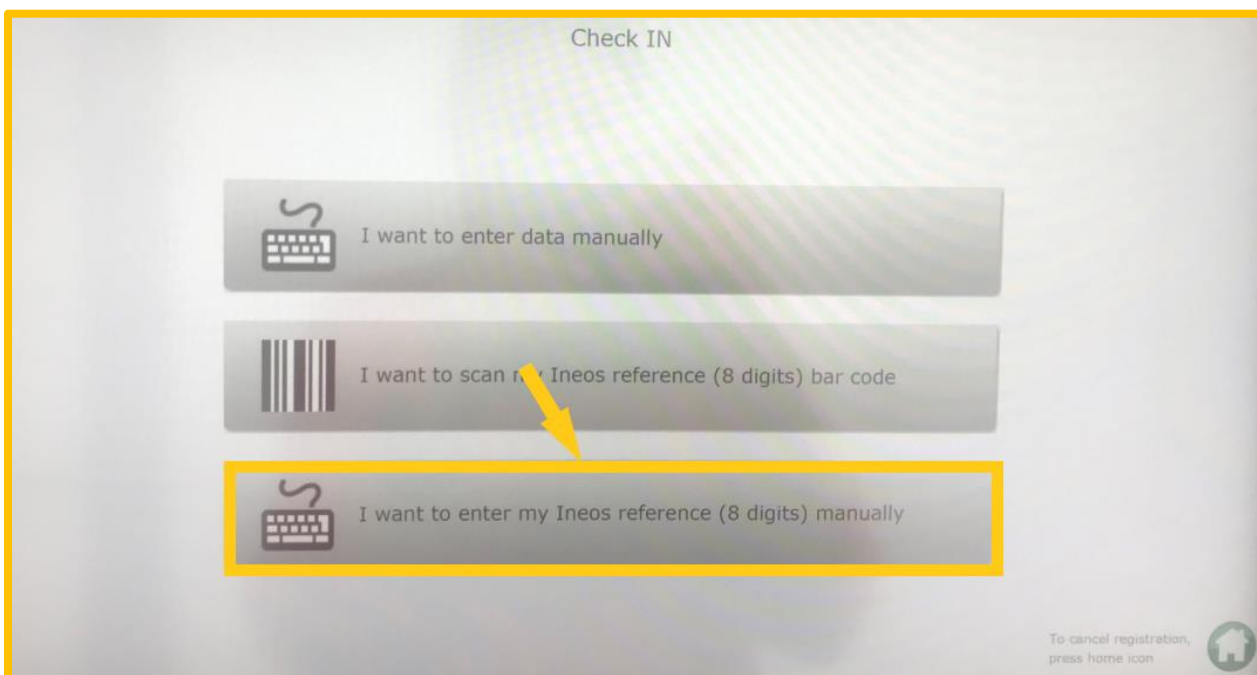 Check IN
I want to enter data manually
I want to scan my Ineos reference (8 digits) bar code
I want to enter my Ineos reference (8 digits) manually
To cancel registration,
press home icon